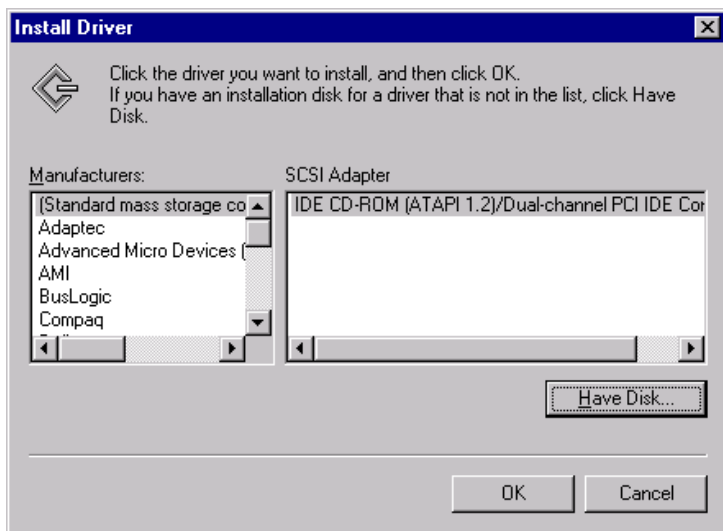 Install Driver
Click the driver you want to install, and then click OK.
If you have an installation disk for a driver that is not in the list, click Have
Disk.
Manufacturers:
SCSI Adapter
(Standard mass storage co
IDE CD-ROM (ATAPI 1.2)/Dual-channel PCI IDE Con
Adaptec
Advanced Micro Devices (
AMI
BusLogic
Compaq
Have Disk...
OK
Cancel